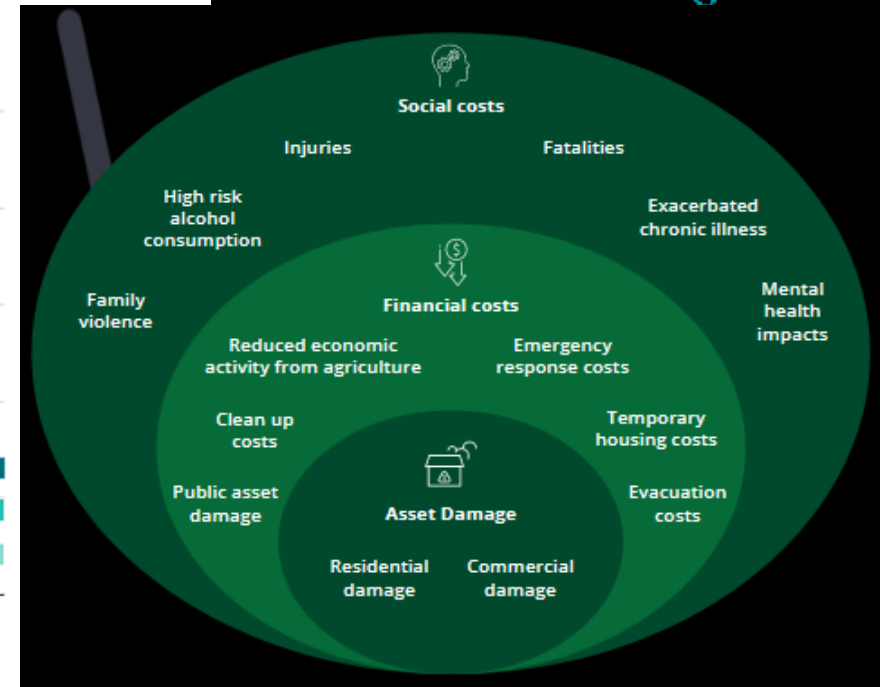 Social costs
Injuries
Fatalities
High risk
alcohol
consumption
Exacerbated
chronic illness
Family
violence
Mental
health
impacts
Financial costs
Reduced economic
activity from agriculture
Emergency
response costs
Clean up
costs
Temporary
housing costs
Public asset
damage
Evacuation
costs
Asset Damage
Residential
damage
Commercial
damage